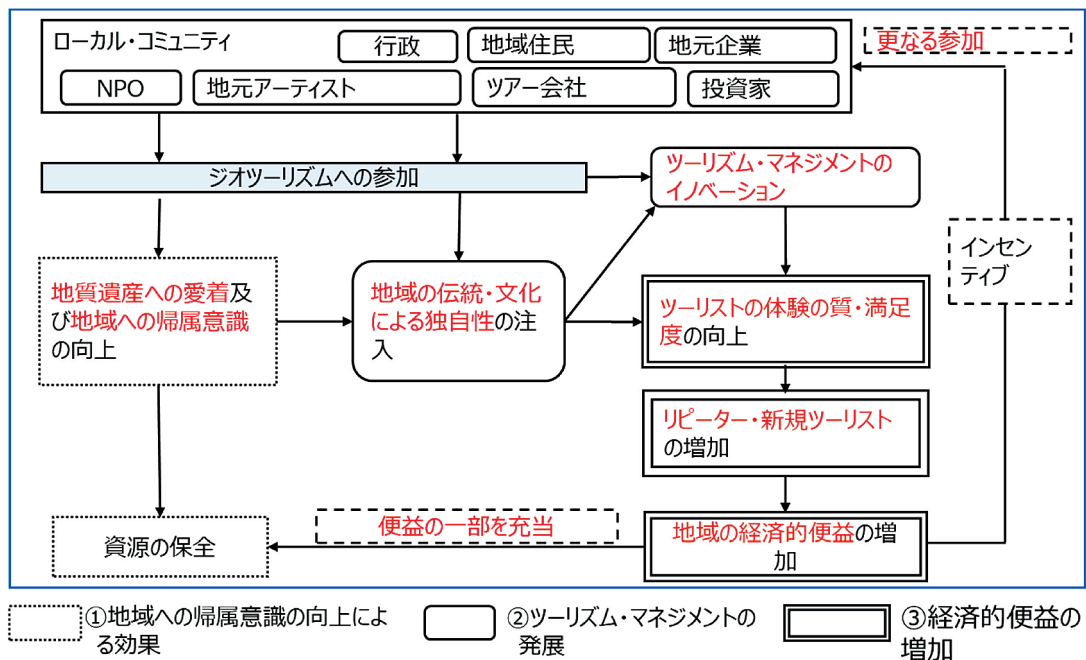 ローカル・コミュニティ
行政
地域住民
地元企業
更なる参加
NPO
地元アーティスト
ツアー会社
投資家
ジオツーリズムへの参加
ツーリズム・マネジメントの
イノベーション
インセン
ティブ
地質遺産への愛着及
び地域への帰属意識
の向上
地域の伝統・文化
による独自性の注
入
ツーリストの体験の質・満足
度の向上
リピーター・新規ツーリスト
の増加
資源の保全
便益の一部を充当
地域の経済的便益の増
加
①地域への帰属意識の向上によ
る効果
②ツーリズム・マネジメントの
発展
③経済的便益の
増加